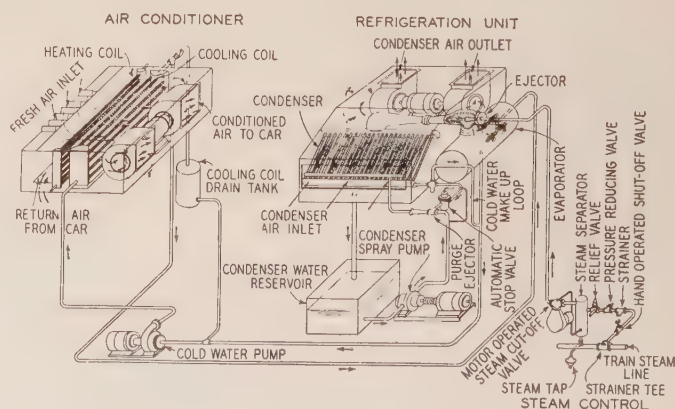 AIR CONDITIONER
REFRIGERATION UNIT
HEATING COIL
COOLING COIL
FRESH AIR INLET
CONDITIONED
AIR TO CAR
COOLING COIL
DRAIN TANK
RETURN AIR
FROM CAR
COLD WATER PUMP
CONDENSER AIR OUTLET
EJECTOR
CONDENSER
CONDENSER
AIR INLET
CONDENSER
SPRAY PUMP
CONDENSER WATER
RESERVOIR
PURGE
EJECTOR
AUTOMATIC
STOP VALVE
COLD WATER
MAKE UP
LOOP
EVAPORATOR
STEAM SEPARATOR
RELIEF VALVE
PRESSURE REDUCING VALVE
STRAINER
HAND OPERATED SHUT-OFF VALVE
MOTOR OPERATED
STEAM CUT-OFF
VALVE
TRAIN STEAM
LINE
STEAM TAP
STRAINER TEE
STEAM CONTROL